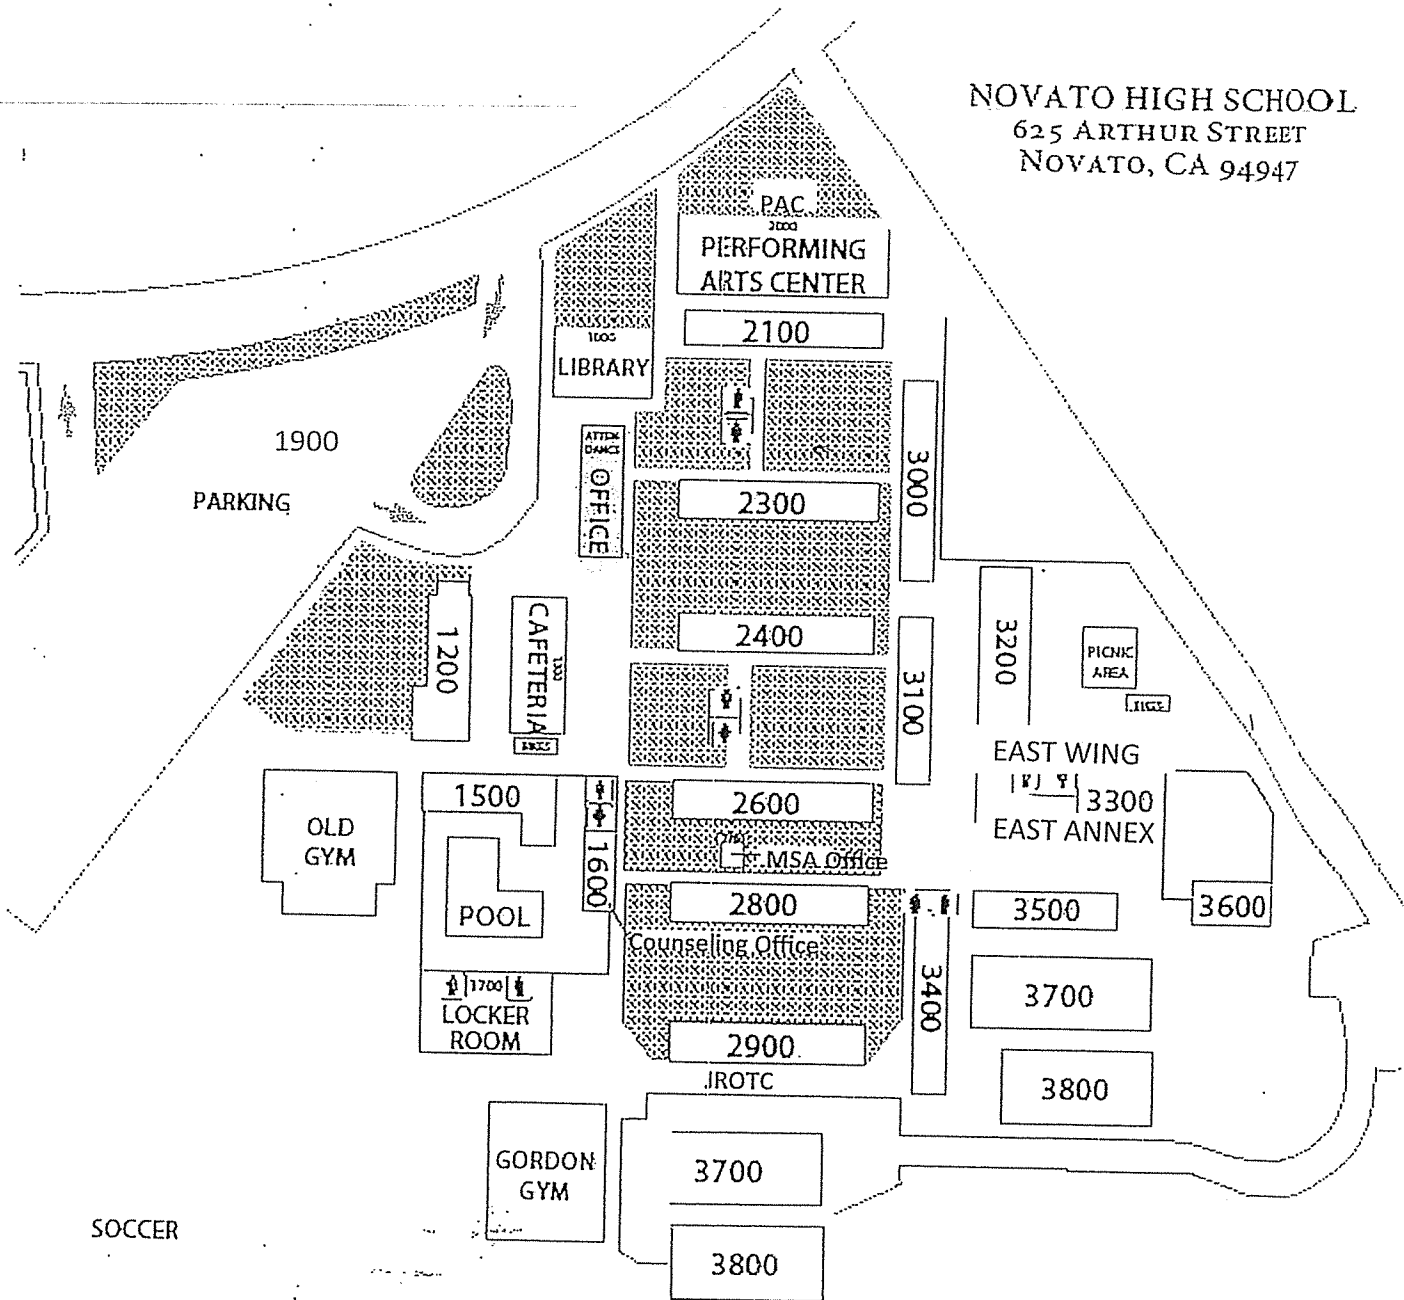 NOVATO HIGH SCHOOL
625 ARTHUR STREET
NOVATO, CA 94947
PAC
PERFORMING
ARTS CENTER
2100
LIBRARY
1900
PARKING
ATTEN
DANCE
OFFICE
2300
3000
2400
1200
CAFETERIA
3100
3200
PICNIC
AREA
EAST WING
3300
EAST ANNEX
1500
OLD
GYM
1600
2600
MSA Office
POOL
2800
3500
3600
Counseling Office
3400
3700
1700
LOCKER
ROOM
2900
JROTC
3800
GORDON
GYM
3700
SOCCER
3800